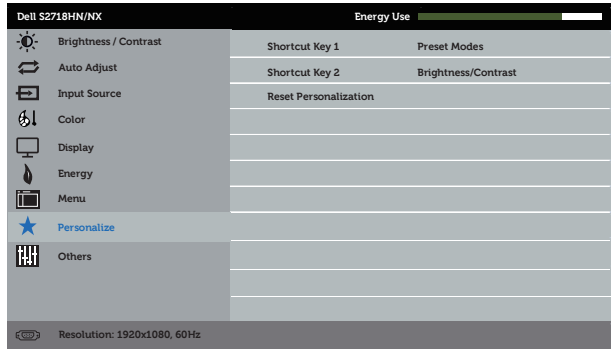 Dell S2718HN/NX Energy Use
Brightness / Contrast
Auto Adjust
Input Source
Color
Display
Energy
Menu
Personalize
Others
Shortcut Key 1 Preset Modes
Shortcut Key 2 Brightness/Contrast
Reset Personalization
Resolution: 1920x1080, 60Hz